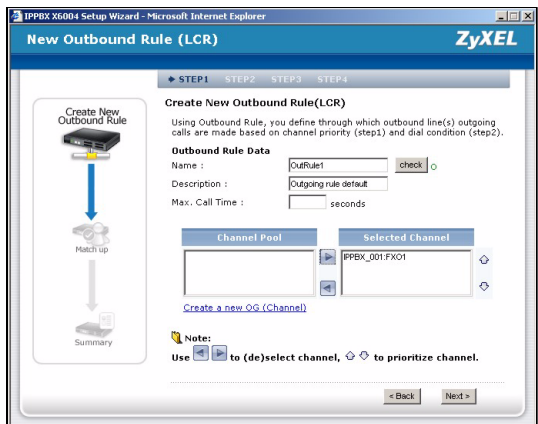 IPPBX X6004 Setup Wizard - Microsoft Internet Explorer
New Outbound Rule (LCR)
ZyXEL
STEP1 STEP2 STEP3 STEP4
Create New
Outbound Rule
Match up
Summary
Create New Outbound Rule(LCR)
Using Outbound Rule, you define through which outbound line(s) outgoing
calls are made based on channel priority (step1) and dial condition (step2).
Outbound Rule Data
Name : OutRule1 check
Description : Outgoing rule default
Max. Call Time : seconds
Channel Pool Selected Channel
IPPBX_001:FXO1
Create a new OG (Channel)
Note:
Use to (de)select channel, to prioritize channel.
< Back Next >